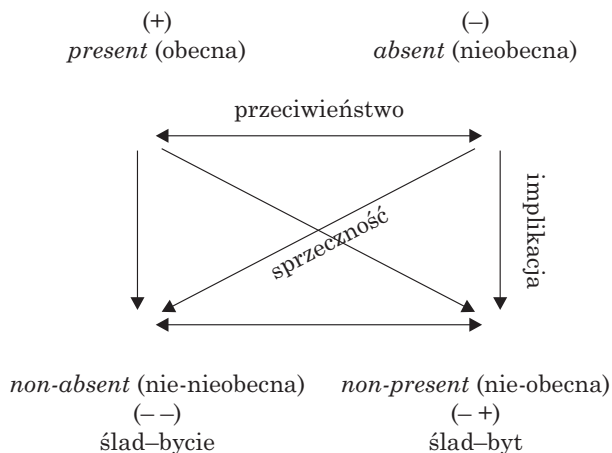 (+)
present (obecna)
(–)
absent (nieobecna)
przeciwieństwo
sprzeczność
implikacja
non-absent (nie-nieobecna)
(– –)
ślad–bycie
non-present (nie-obecna)
(– +)
ślad–byt